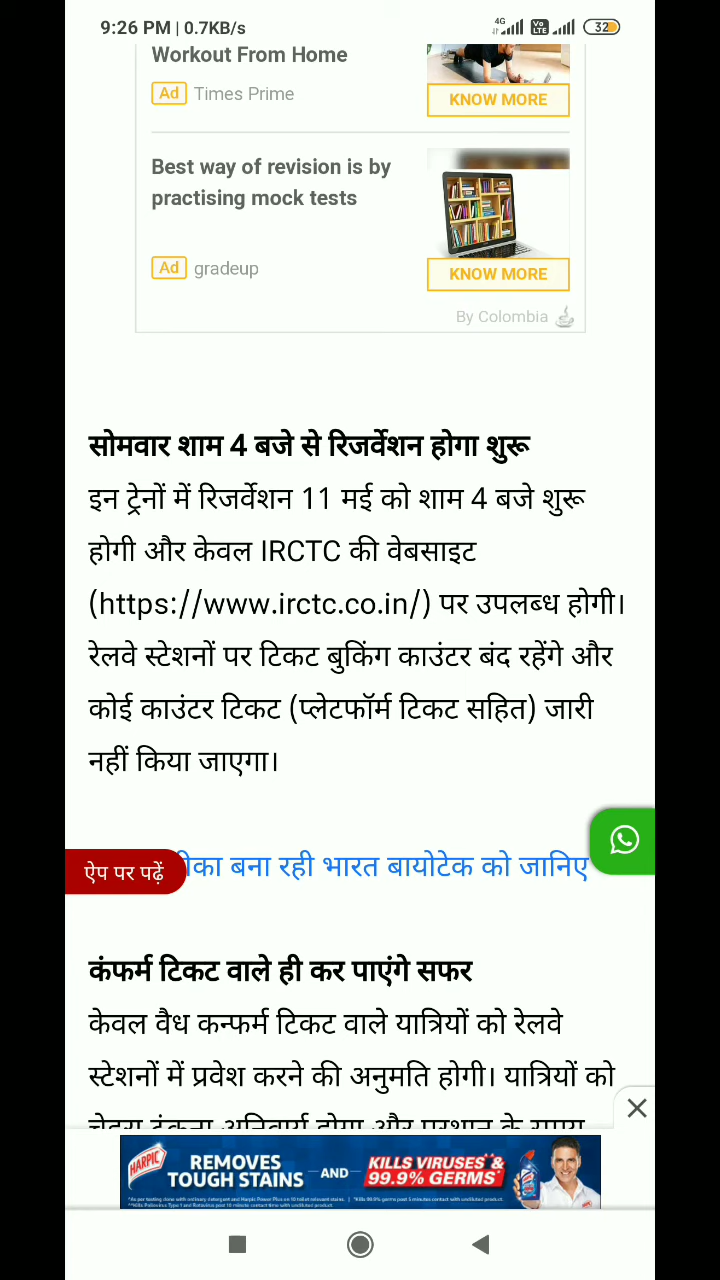 9:26 PM | 0.7KB/s 4G Vo LTE 32
Workout From Home
Ad Times Prime
KNOW MORE
Best way of revision is by
practising mock tests
Ad gradeup
KNOW MORE
By Colombia
सोमवार शाम 4 बजे से रिजर्वेशन होगा शुरू
इन ट्रेनों में रिजर्वेशन 11 मई को शाम 4 बजे शुरू
होगी और केवल IRCTC की वेबसाइट
(https://www.irctc.co.in/) पर उपलब्ध होगी।
रेलवे स्टेशनों पर टिकट बुकिंग काउंटर बंद रहेंगे और
कोई काउंटर टिकट (प्लेटफॉर्म टिकट सहित) जारी
नहीं किया जाएगा।
ऐप पर पढ़ें
बना रही भारत बायोटेक को जानिए
कंफर्म टिकट वाले ही कर पाएंगे सफर
केवल वैध कन्फर्म टिकट वाले यात्रियों को रेलवे
स्टेशनों में प्रवेश करने की अनुमति होगी। यात्रियों को
HARPIC
REMOVES
TOUGH STAINS
AND
KILLS VIRUSES** &
99.9% GERMS*